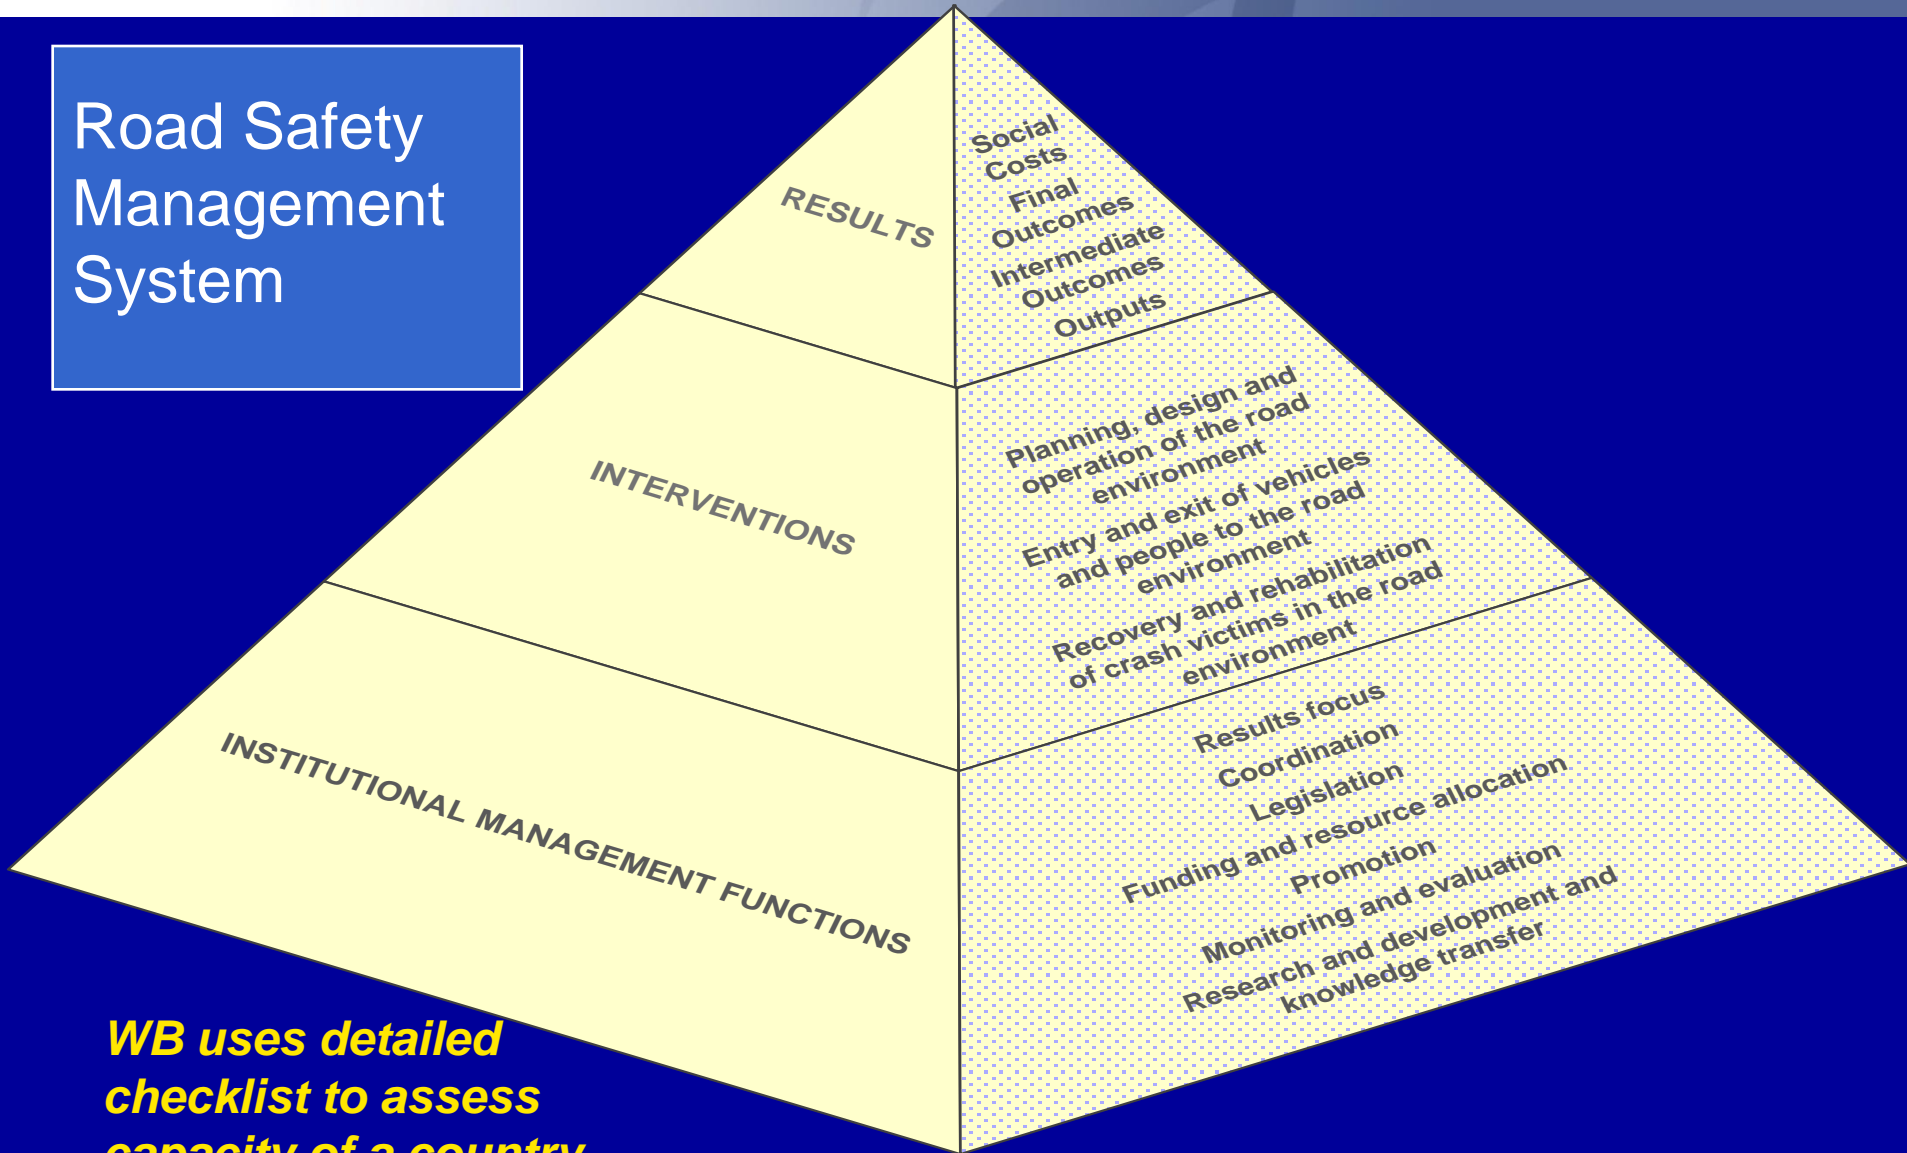 Road Safety
Management
System
RESULTS
Social
Costs
Final
Outcomes
Intermediate
Outcomes
Outputs
INTERVENTIONS
Planning, design and
operation of the road
environment
Entry and exit of vehicles
and people to the road
environment
Recovery and rehabilitation
of crash victims in the road
environment
INSTITUTIONAL MANAGEMENT FUNCTIONS
Results focus
Coordination
Legislation
Funding and resource allocation
Promotion
Monitoring and evaluation
Research and development and
knowledge transfer
WB uses detailed
checklist to assess
capacity of a country